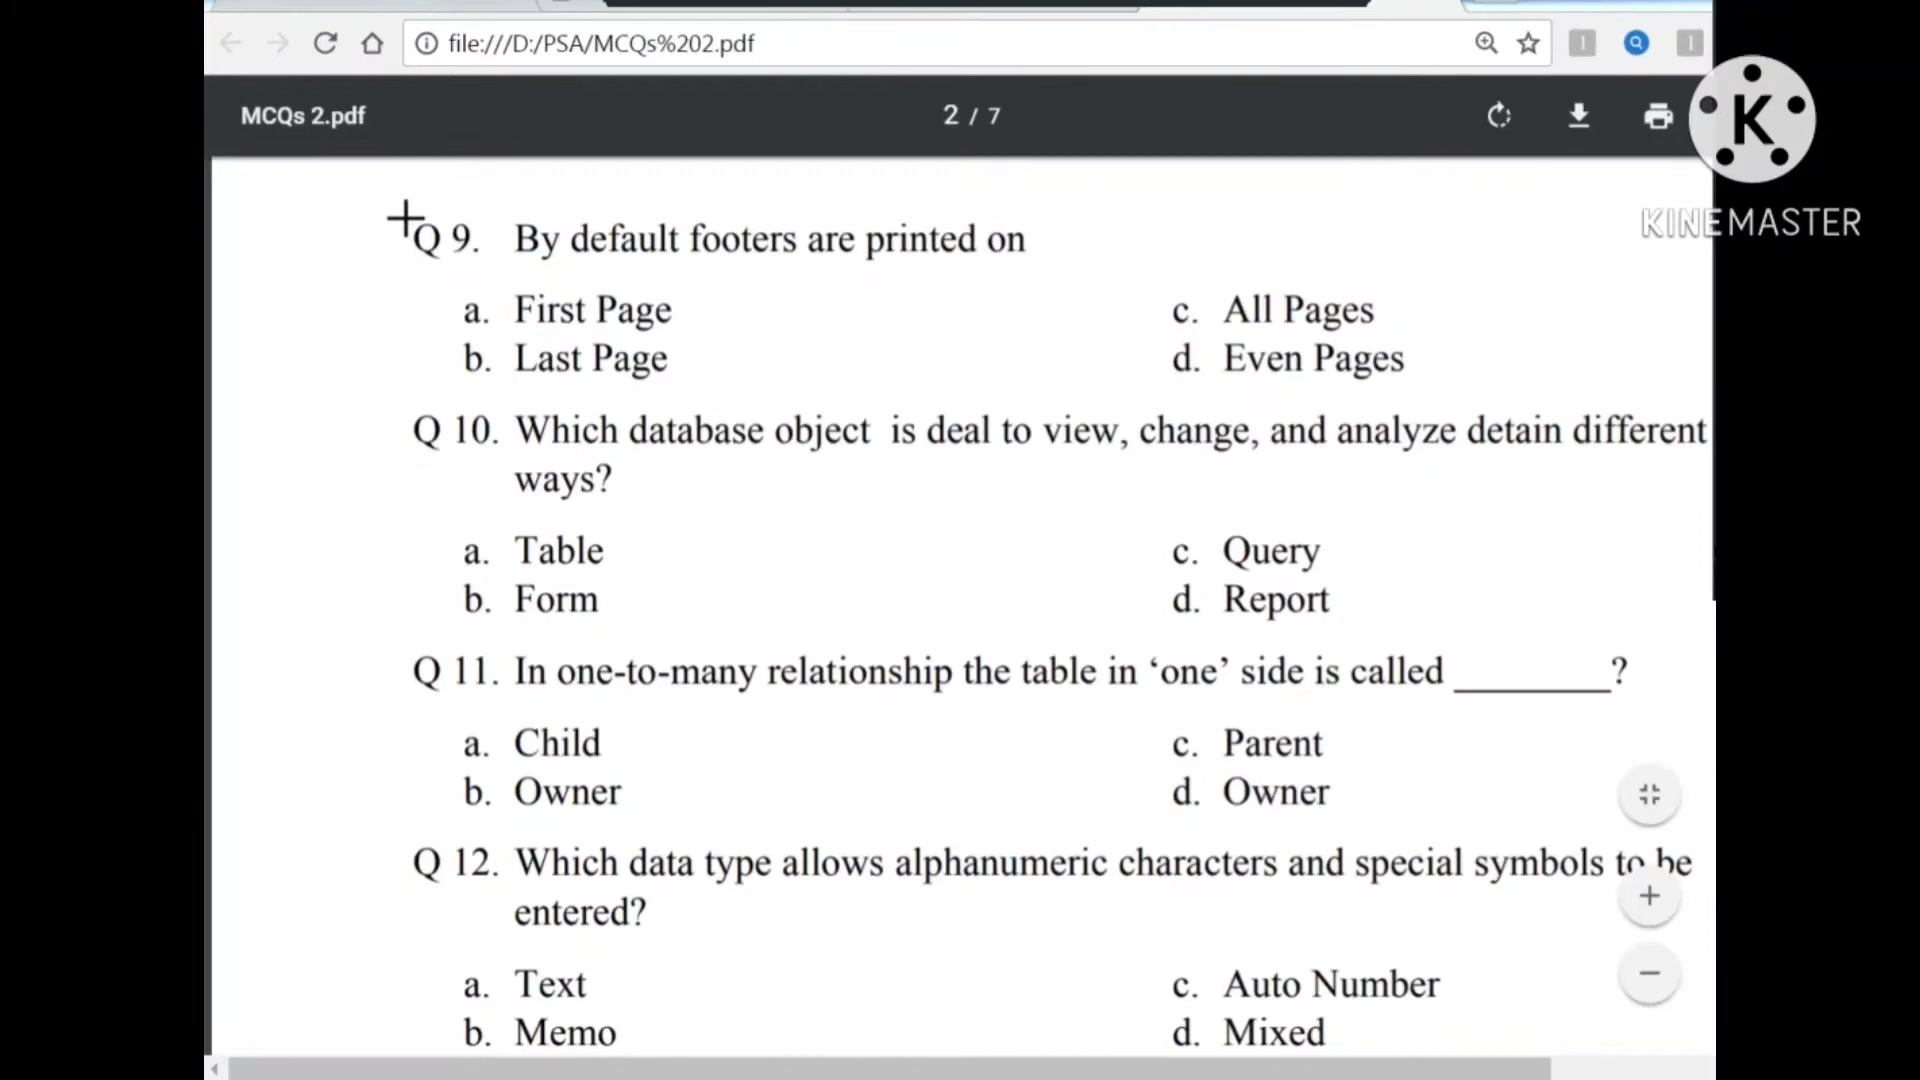 file:///D:/PSA/MCQs%202.pdf
MCQs 2.pdf
2 / 7
K
KINEMASTER
Q 9. By default footers are printed on
a. First Page
c. All Pages
b. Last Page
d. Even Pages
Q 10. Which database object is deal to view, change, and analyze detain different
ways?
a. Table
c. Query
b. Form
d. Report
Q 11. In one-to-many relationship the table in ‘one’ side is called ________?
a. Child
c. Parent
b. Owner
d. Owner
Q 12. Which data type allows alphanumeric characters and special symbols to be
entered?
a. Text
c. Auto Number
b. Memo
d. Mixed